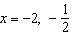 x = −2, −1/2